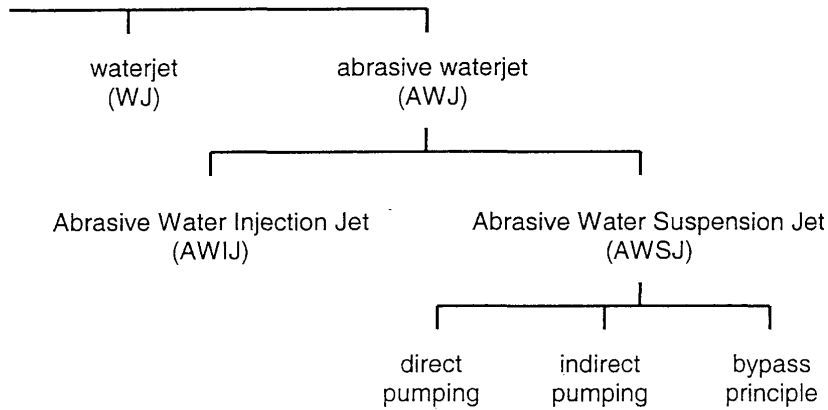 waterjet
(WJ)
abrasive waterjet
(AWJ)
Abrasive Water Injection Jet
(AWIJ)
Abrasive Water Suspension Jet
(AWSJ)
direct
pumping
indirect
pumping
bypass
principle